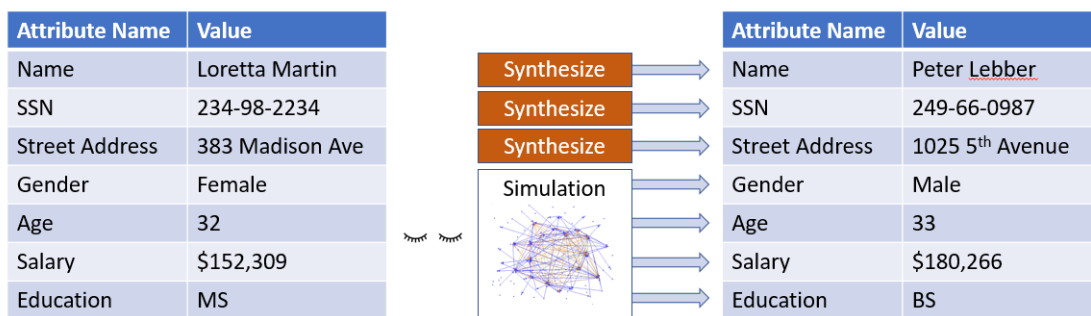 Attribute Name Value
Name Loretta Martin
SSN 234-98-2234
Street Address 383 Madison Ave
Gender Female
Age 32
Salary $152,309
Education MS
Synthesize
Synthesize
Synthesize
Simulation
Attribute Name Value
Name Peter Lebber
SSN 249-66-0987
Street Address 1025 5th Avenue
Gender Male
Age 33
Salary $180,266
Education BS